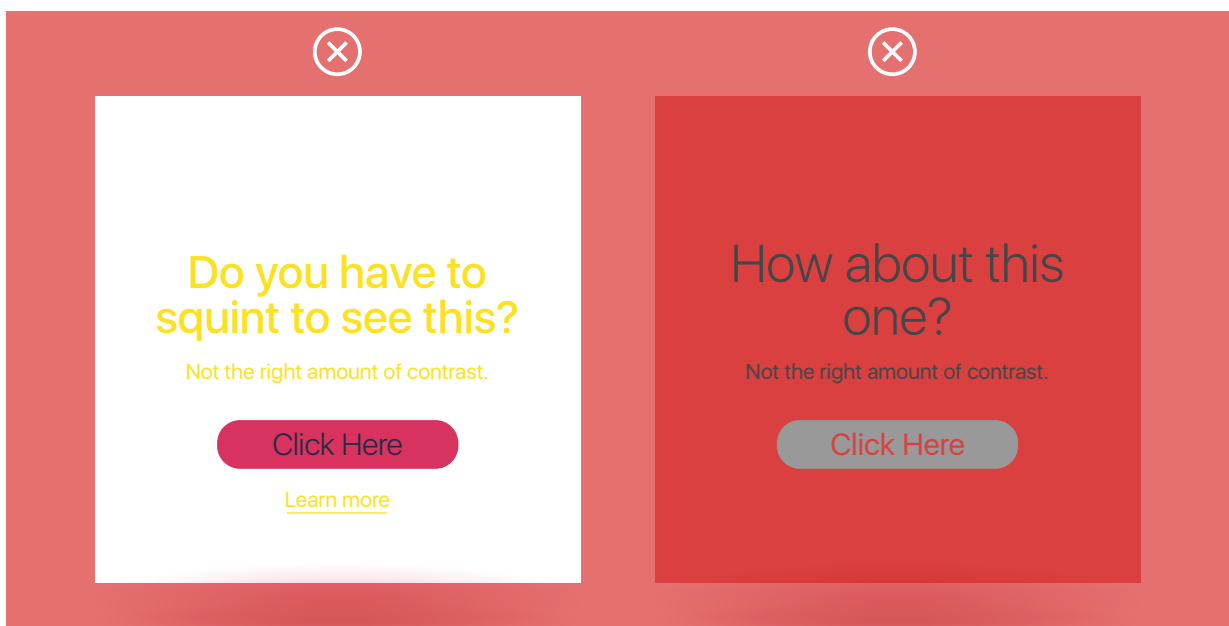 Do you have to
squint to see this?
Not the right amount of contrast.
Click Here
Learn more
How about this
one?
Not the right amount of contrast.
Click Here